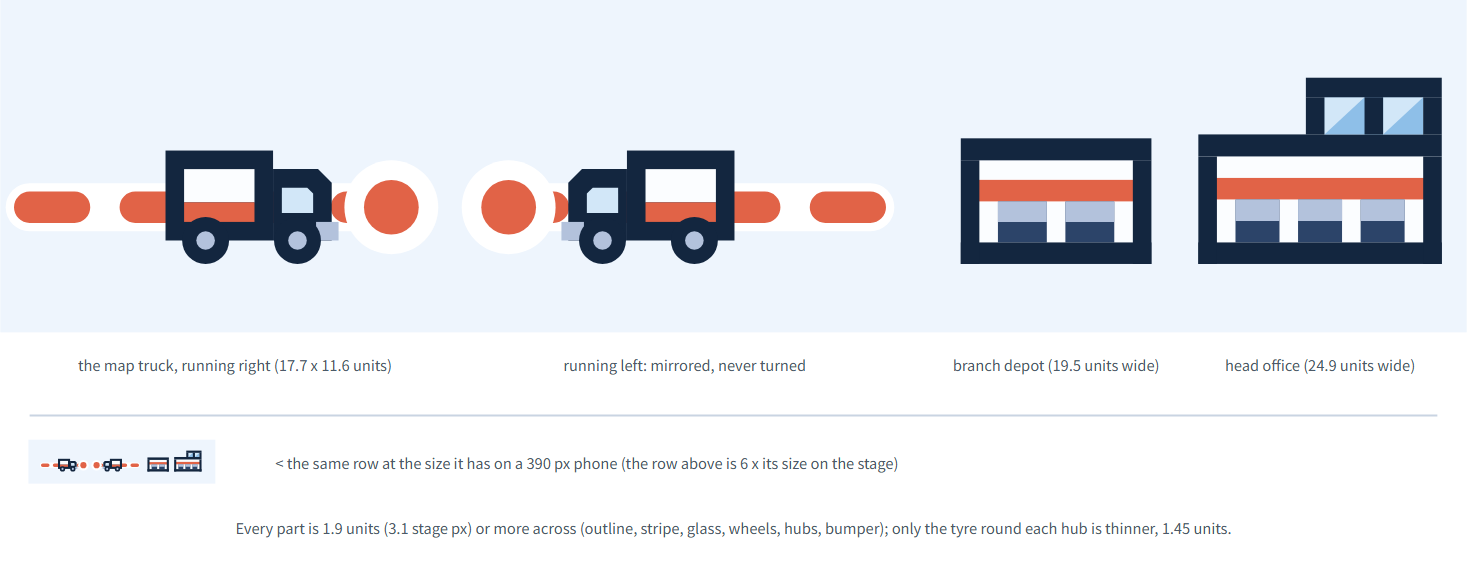 the map truck, running right (17.7 x 11.6 units)
running left: mirrored, never turned
branch depot (19.5 units wide)
head office (24.9 units wide)
< the same row at the size it has on a 390 px phone (the row above is 6 x its size on the stage)
Every part is 1.9 units (3.1 stage px) or more across (outline, stripe, glass, wheels, hubs, bumper); only the tyre round each hub is thinner, 1.45 units.